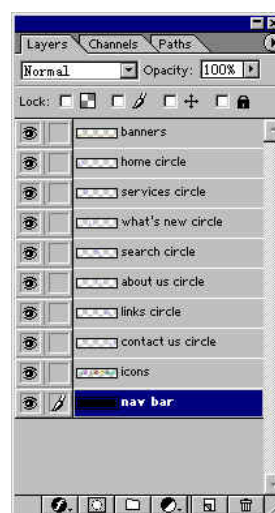 Layers Channels Paths
Normal Opacity: 100%
Lock:
banners
home circle
services circle
what's new circle
search circle
about us circle
links circle
contact us circle
icons
nav bar